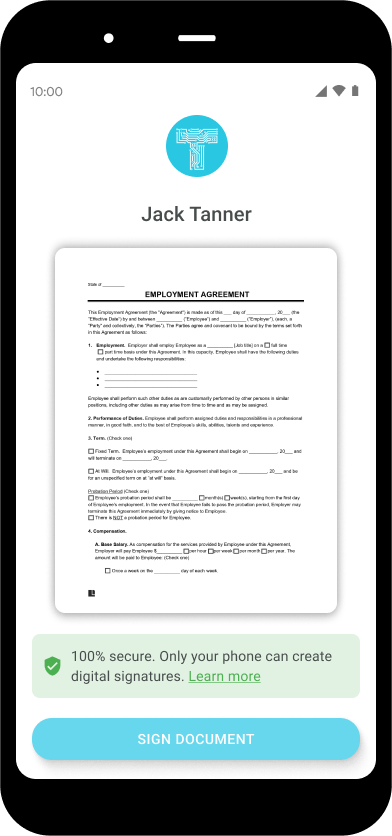 10:00
T
Jack Tanner
State of __________
EMPLOYMENT AGREEMENT
This Employment Agreement (the "Agreement") is made as of this ___ day of __________, 20___ (the
"Effective Date") by and between __________ ("Employee") and __________ ("Employer), (each, a
"Party" and collectively, the "Parties"). The Parties agree and covenant to be bound by the terms set forth
in this Agreement as follows:
1. Employment. Employer shall employ Employee as a __________ [Job title] on a ☐ full time
☐ part time basis under this Agreement. In this capacity, Employee shall have the following duties
and undertake the following responsibilities:
• ______________________________
• ______________________________
• ______________________________
Employee shall perform such other duties as are customarily performed by other persons in similar
positions, including other duties as may arise from time to time and as may be assigned.
2. Performance of Duties. Employee shall perform assigned duties and responsibilities in a professional
manner, in good faith, and to the best of Employee's skills, abilities, talents and experience.
3. Term. (Check one)
☐ Fixed Term. Employee's employment under this Agreement shall begin on __________, 20___ and
will terminate on __________, 20___.
☐ At Will. Employee's employment under this Agreement shall begin on __________, 20___ and be
for an unspecified term on at "at will" basis.
Probation Period (Check one)
☐ Employee's probation period shall be __________ ☐ month(s) ☐ week(s), starting from the first day
of Employee's employment. In the event that Employee fails to pass the probation period, Employer may
terminate this Agreement immediately by giving notice to Employee.
☐ There is NOT a probation period for Employee.
4. Compensation.
A. Base Salary. As compensation for the services provided by Employee under this Agreement,
Employer will pay Employee $__________ ☐ per hour ☐ per week ☐ per month ☐ per year. The
amount will be paid to Employee: (Check one)
☐ Once a week on the __________ day of each week.
100% secure. Only your phone can create
digital signatures. Learn more
SIGN DOCUMENT